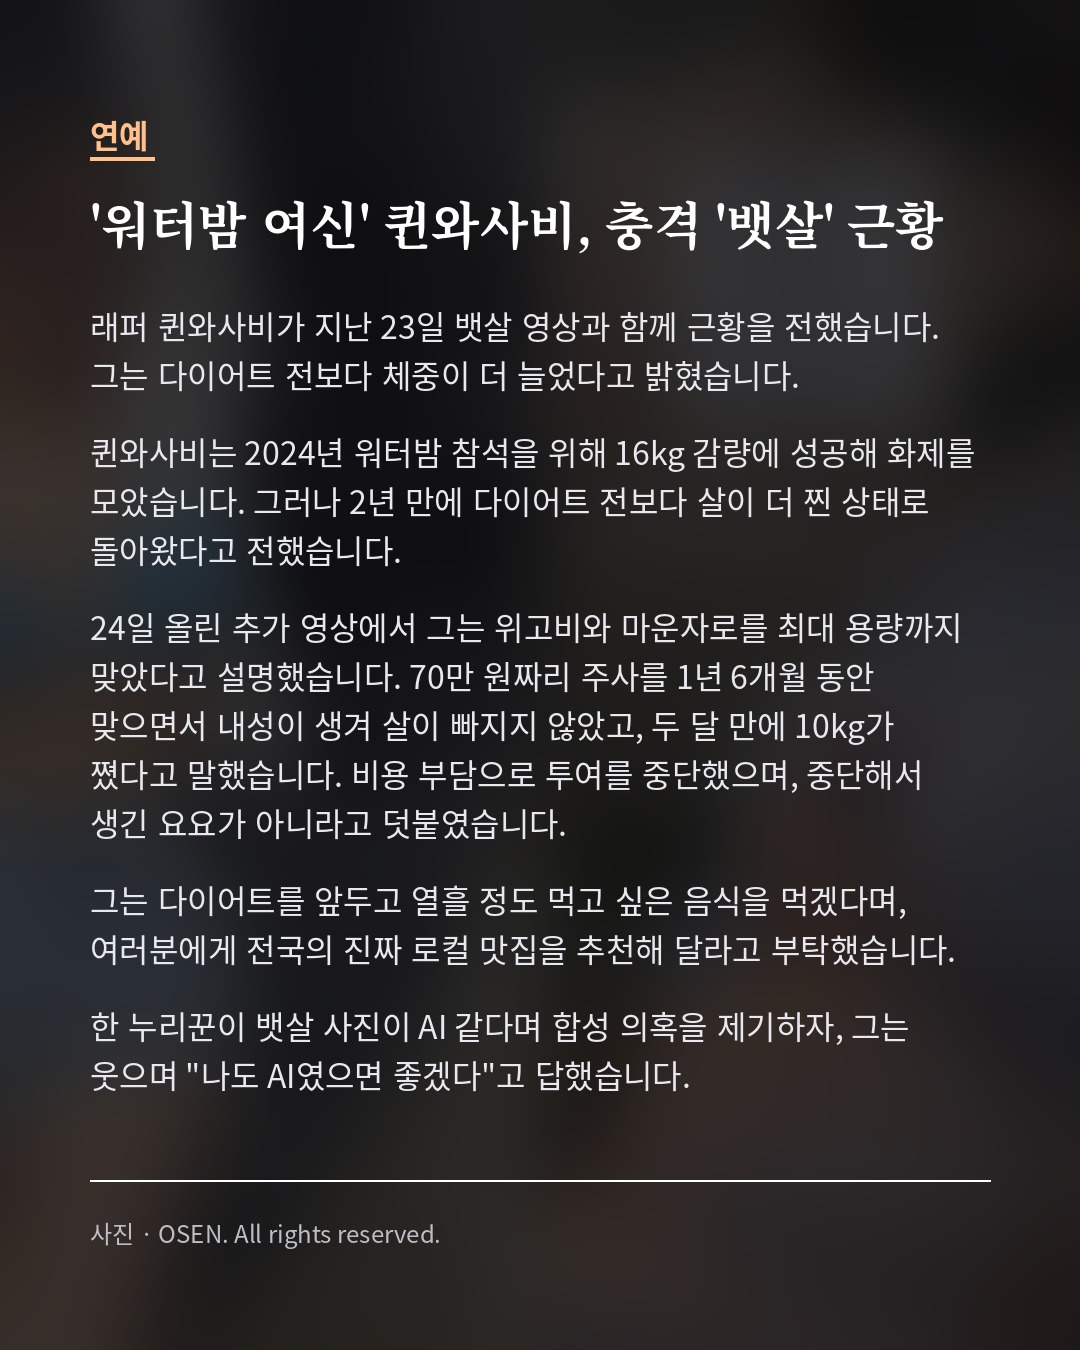 연예
'워터밤 여신' 퀸와사비, 충격 '뱃살' 근황
래퍼 퀸와사비가 지난 23일 뱃살 영상과 함께 근황을 전했습니다.
그는 다이어트 전보다 체중이 더 늘었다고 밝혔습니다.
퀸와사비는 2024년 워터밤 참석을 위해 16kg 감량에 성공해 화제를
모았습니다. 그러나 2년 만에 다이어트 전보다 살이 더 찐 상태로
돌아왔다고 전했습니다.
24일 올린 추가 영상에서 그는 위고비와 마운자로를 최대 용량까지
맞았다고 설명했습니다. 70만 원짜리 주사를 1년 6개월 동안
맞으면서 내성이 생겨 살이 빠지지 않았고, 두 달 만에 10kg가
쪘다고 말했습니다. 비용 부담으로 투여를 중단했으며, 중단해서
생긴 요요가 아니라고 덧붙였습니다.
그는 다이어트를 앞두고 열흘 정도 먹고 싶은 음식을 먹겠다며,
여러분에게 전국의 진짜 로컬 맛집을 추천해 달라고 부탁했습니다.
한 누리꾼이 뱃살 사진이 AI 같다며 합성 의혹을 제기하자, 그는
웃으며 "나도 AI였으면 좋겠다"고 답했습니다.
사진 · OSEN. All rights reserved.